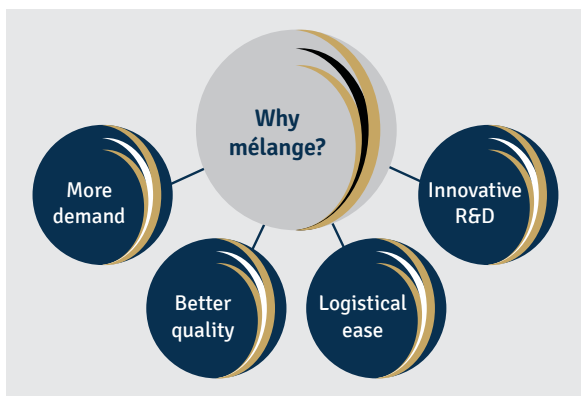 Why
mélange?
More
demand
Better
quality
Logistical
ease
Innovative
R&D